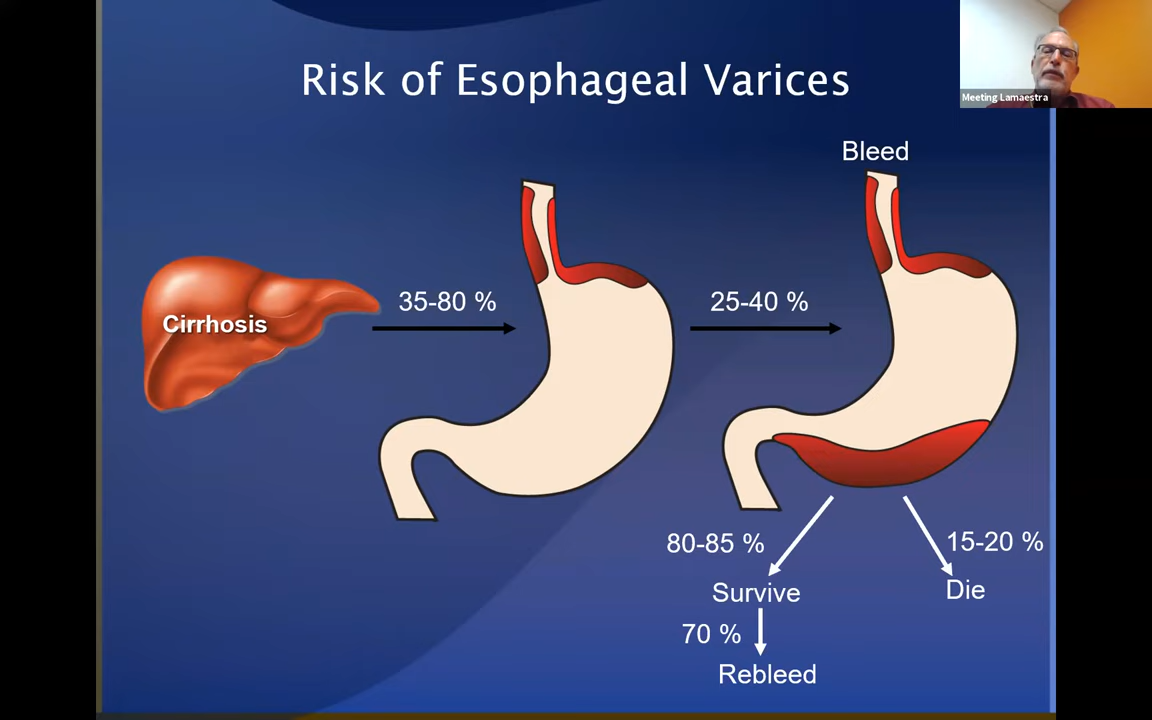 Risk of Esophageal Varices
Meeting Lamaestra
Bleed
Cirrhosis
35-80 %
25-40 %
80-85 %
15-20 %
Survive
Die
70 %
Rebleed